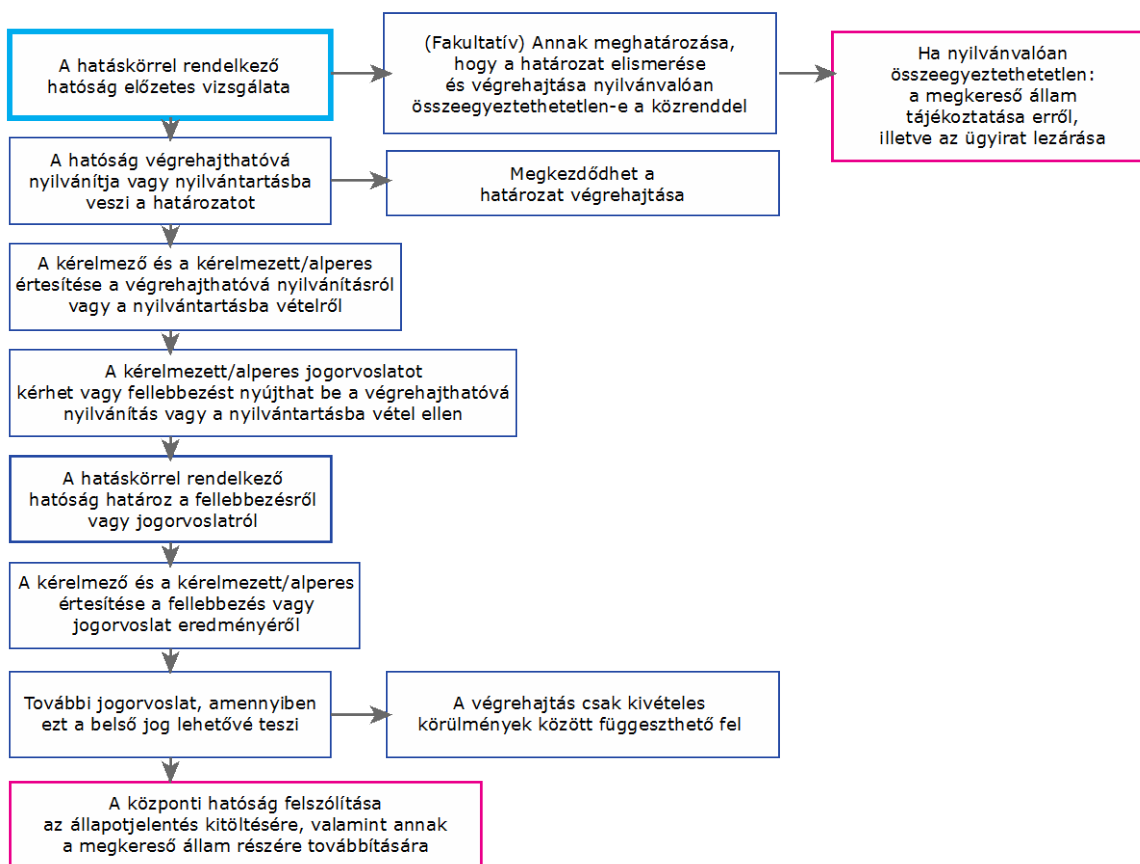 A hatáskörrel rendelkező
hatóság előzetes vizsgálata
(Fakultatív) Annak meghatározása,
hogy a határozat elismerése
és végrehajtása nyilvánvalóan
összeegyeztethetetlen-e a közrenddel
Ha nyilvánvalóan
összeegyeztethetetlen:
a megkereső állam
tájékoztatása erről,
illetve az ügyirat lezárása
A hatóság végrehajthatóvá
nyilvánítja vagy nyilvántartásba
veszi a határozatot
Megkezdődhet a
határozat végrehajtása
A kérelmező és a kérelmezett/alperes
értesítése a végrehajthatóvá nyilvánításról
vagy a nyilvántartásba vételről
A kérelmezett/alperes jogorvoslatot
kérhet vagy fellebbezést nyújthat be a végrehajthatóvá
nyilvánítás vagy a nyilvántartásba vétel ellen
A hatáskörrel rendelkező
hatóság határoz a fellebbezésről
vagy jogorvoslatról
A kérelmező és a kérelmezett/alperes
értesítése a fellebbezés vagy
jogorvoslat eredményéről
További jogorvoslat, amennyiben
ezt a belső jog lehetővé teszi
A végrehajtás csak kivételes
körülmények között függeszthető fel
A központi hatóság felszólítása
az állapotjelentés kitöltésére, valamint annak
a megkereső állam részére továbbítására